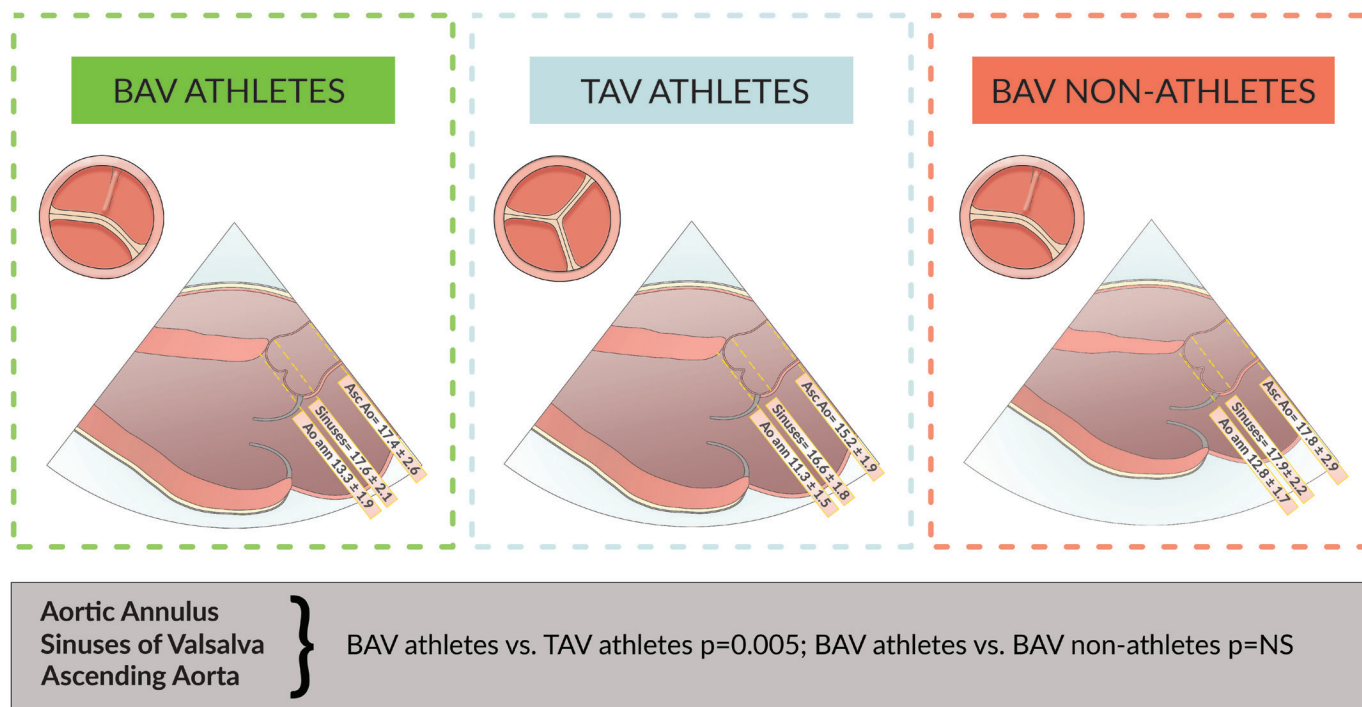 BAV ATHLETES
Asc Ao= 17.4 ± 2.6
Sinuses= 17.6 ± 2.1
Ao ann 13.3 ± 1.9
TAV ATHLETES
Asc Ao= 15.2 ± 1.9
Sinuses= 16.6 ± 1.8
Ao ann 11.3 ± 1.5
BAV NON-ATHLETES
Asc Ao= 17.8 ± 2.9
Sinuses= 17.9± 2.2
Ao ann 12.8 ± 1.7
Aortic Annulus
Sinuses of Valsalva
Ascending Aorta
} BAV athletes vs. TAV athletes p=0.005; BAV athletes vs. BAV non-athletes p=NS